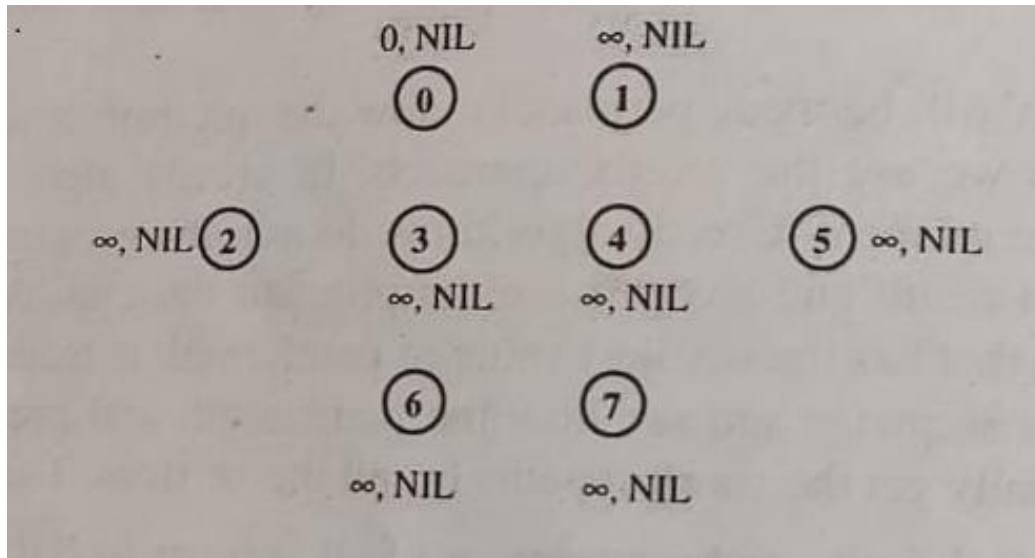 0, NIL ∞, NIL
0 1
∞, NIL 2 3 4 5 ∞, NIL
∞, NIL ∞, NIL
6 7
∞, NIL ∞, NIL